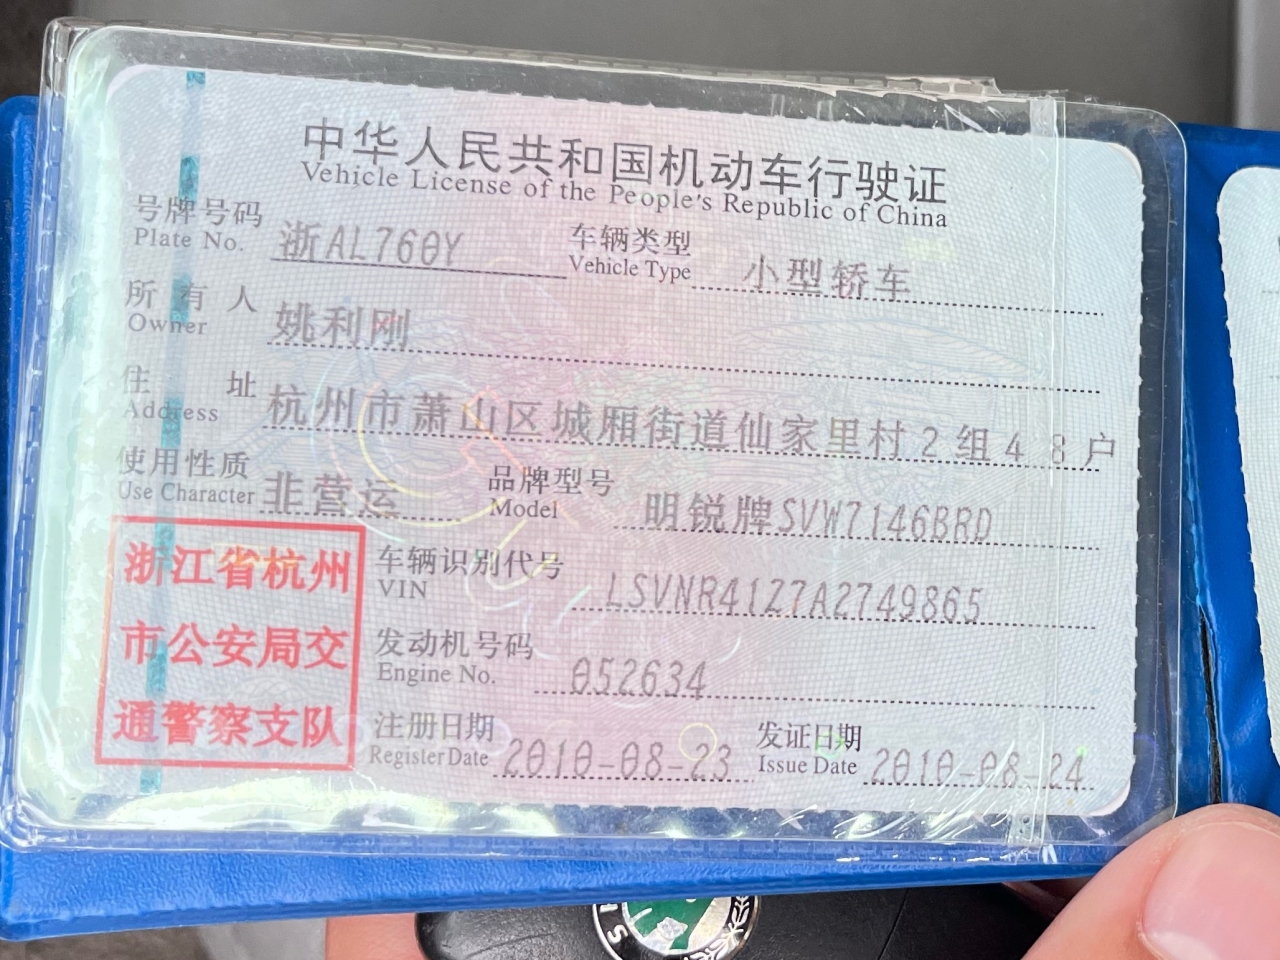 中华人民共和国机动车行驶证
Vehicle License of the People's Republic of China
号牌号码 浙AL760Y 车辆类型 小型轿车
Plate No. Vehicle Type
所有人 姚利刚
Owner
住址 杭州市萧山区城厢街道仙家里村2组48户
Address
使用性质 非营运 品牌型号 明锐牌SVW7146BRD
Use Character Model
浙江省杭州
市公安局交
通警察支队
车辆识别代号 LSVNR41Z7A2749865
VIN
发动机号码 052634
Engine No.
注册日期 2010-08-23 发证日期 2010-08-24
Register Date Issue Date